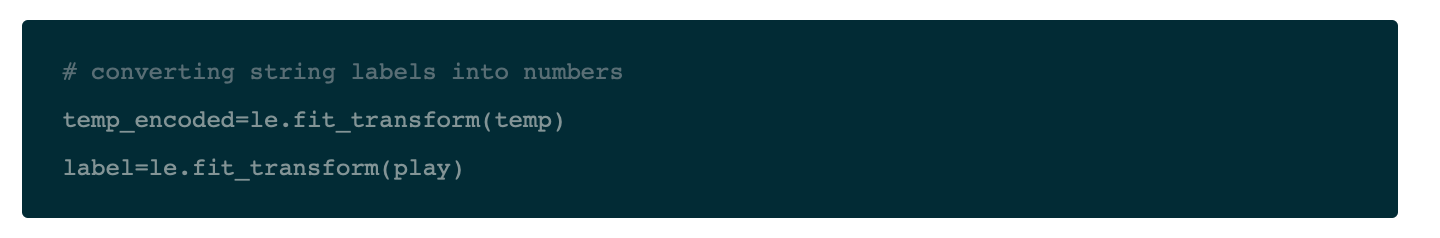 # converting string labels into numbers
temp_encoded=le.fit_transform(temp)
label=le.fit_transform(play)